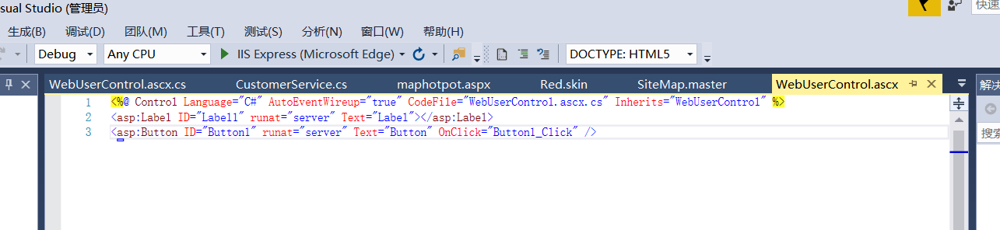 sual Studio (管理员)
快速
生成(B) 调试(D) 团队(M) 工具(T) 测试(S) 分析(N) 窗口(W) 帮助(H)
Debug Any CPU IIS Express (Microsoft Edge) DOCTYPE: HTML5
WebUserControl.ascx.cs CustomerService.cs maphotpot.aspx Red.skin SiteMap.master WebUserControl.ascx 解决
1 <%@ Control Language="C#" AutoEventWireup="true" CodeFile="WebUserControl.ascx.cs" Inherits="WebUserControl" %>
2 <asp:Label ID="Label1" runat="server" Text="Label"></asp:Label>
3 <asp:Button ID="Button1" runat="server" Text="Button" OnClick="Button1_Click" />
搜索